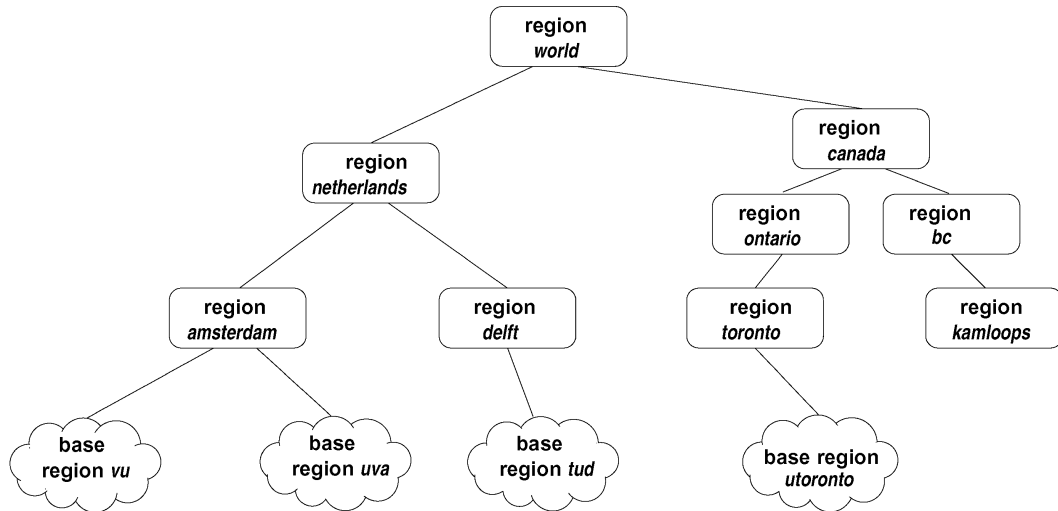 region
world
region
netherlands
region
canada
region
ontario
region
bc
region
amsterdam
region
delft
region
toronto
region
kamloops
base
region vu
base
region uva
base
region tud
base region
utoronto